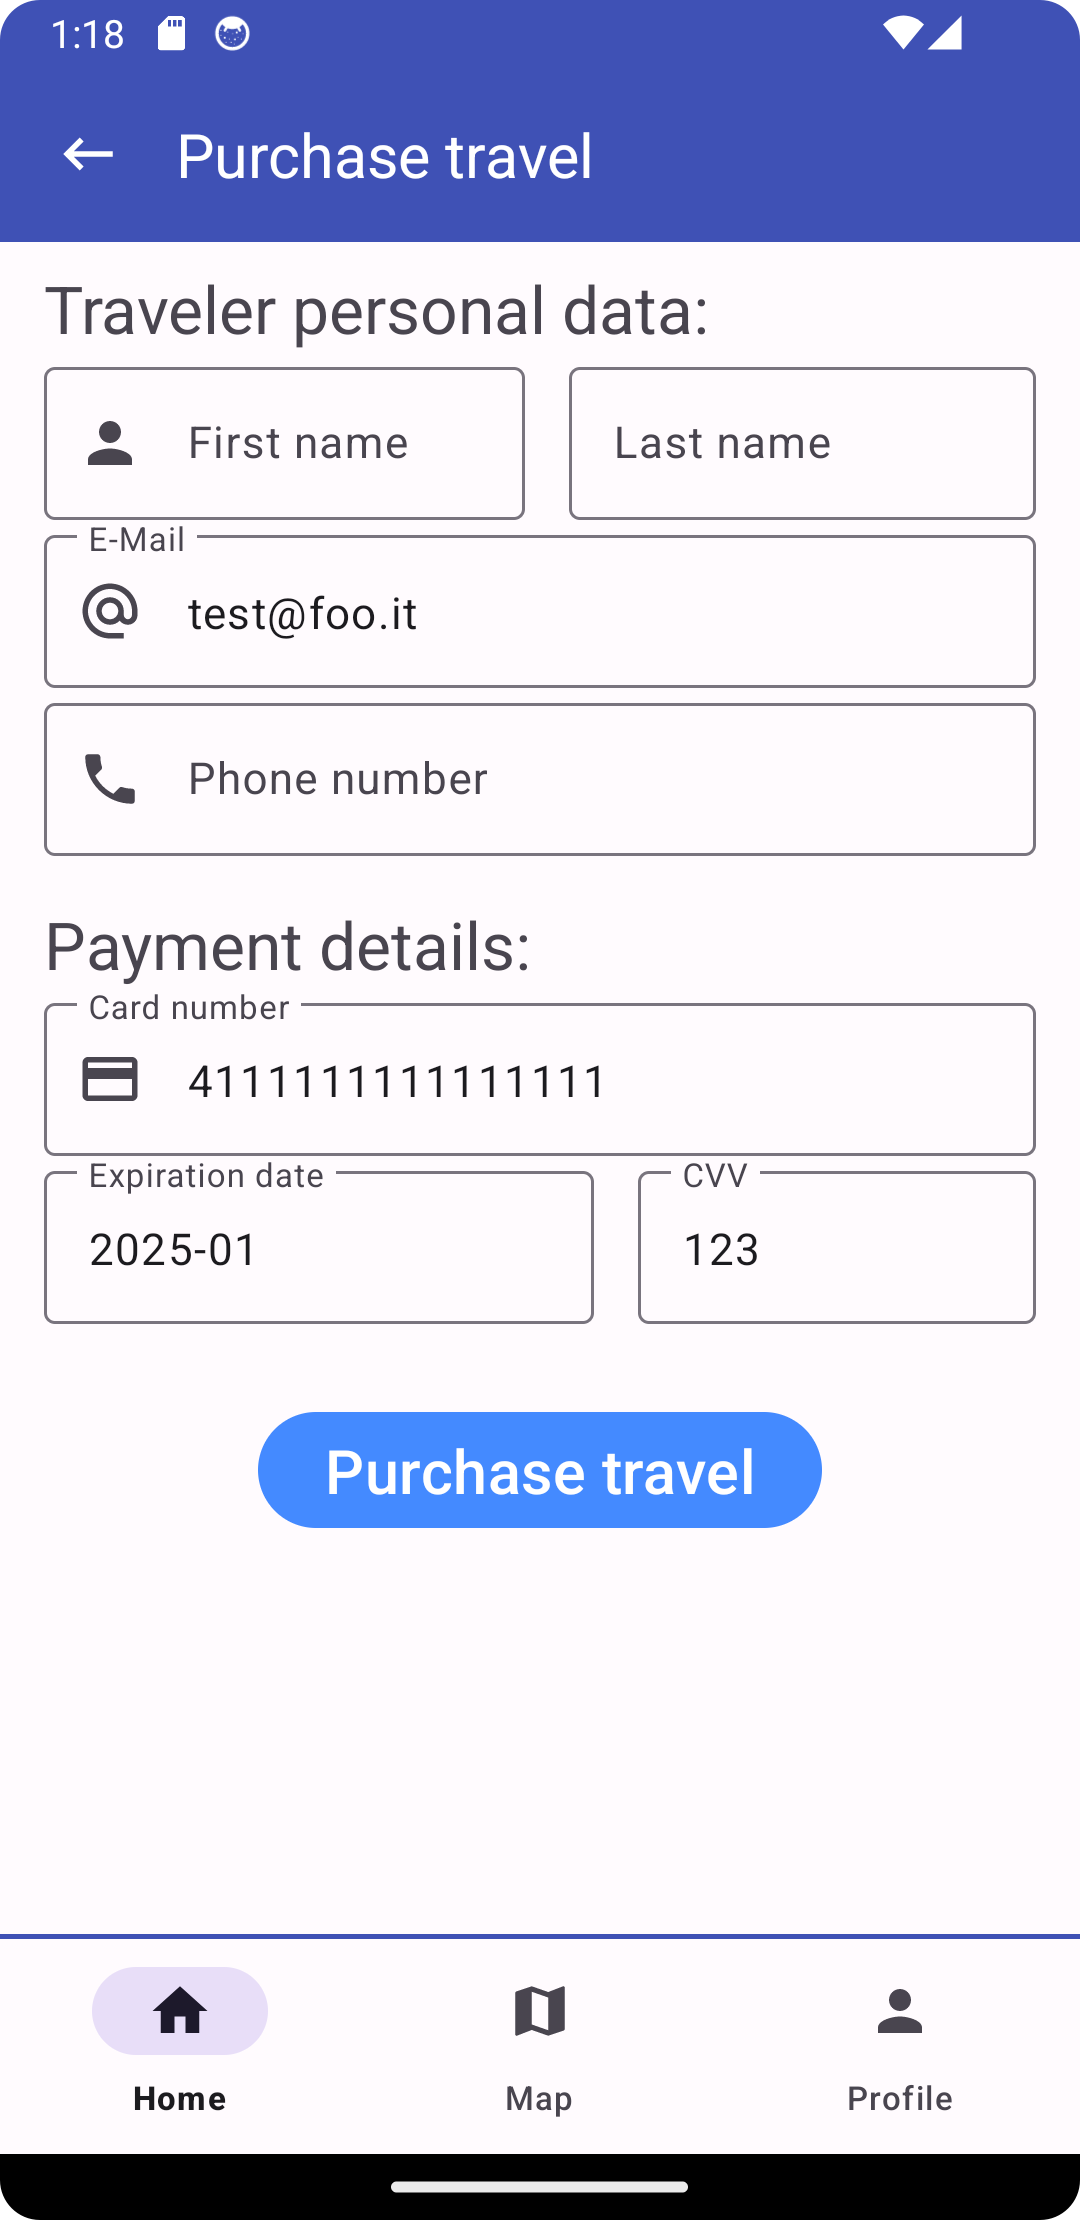 1:18
Purchase travel
Traveler personal data:
First name
Last name
E-Mail
test@foo.it
Phone number
Payment details:
Card number
4111111111111111
Expiration date
CVV
2025-01
123
Purchase travel
Home
Map
Profile